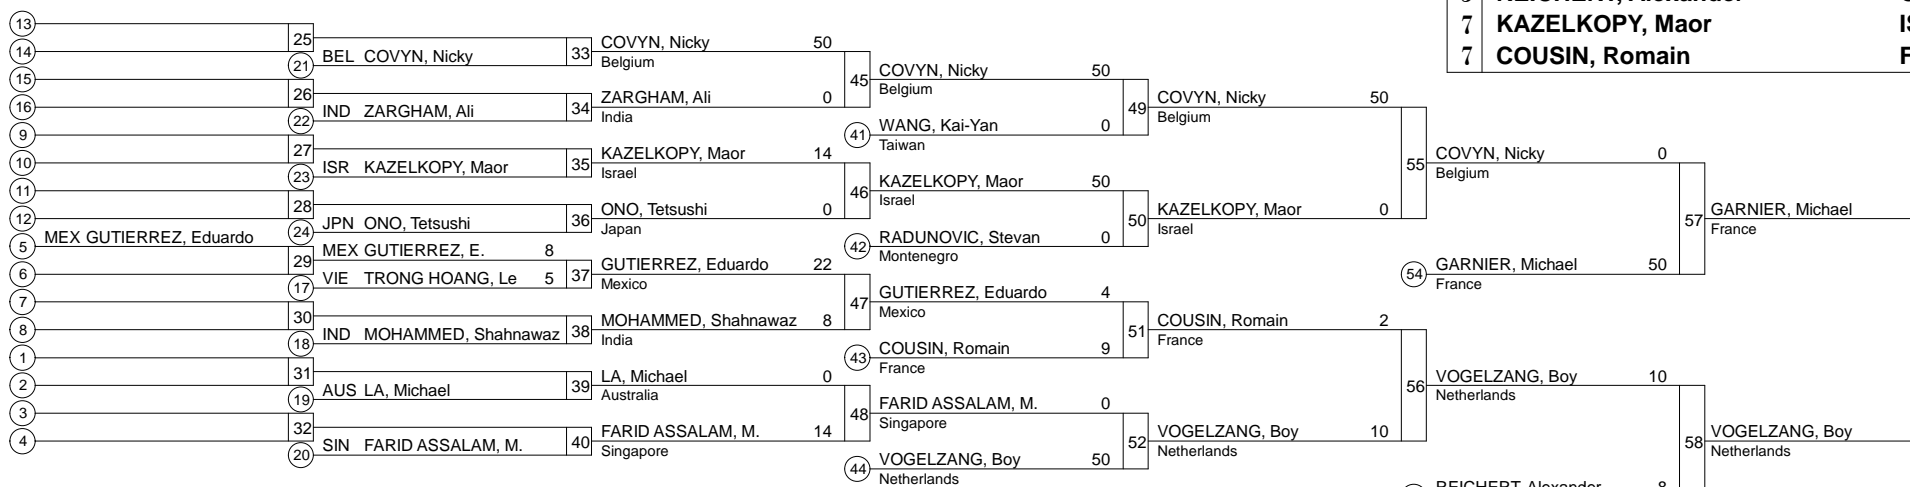 7 KAZELKOPY, Maor
7 COUSIN, Romain
13
14
15
16
9
10
11
12
5
6
7
8
1
2
3
4
MEX GUTIERREZ, Eduardo
25
21
26
22
27
23
28
24
29
17
30
18
31
19
32
20
BEL COVYN, Nicky
IND ZARGHAM, Ali
ISR KAZELKOPY, Maor
JPN ONO, Tetsushi
MEX GUTIERREZ, E. 8
VIE TRONG HOANG, Le 5
IND MOHAMMED, Shahnawaz
AUS LA, Michael
SIN FARID ASSALAM, M.
33
34
35
36
37
38
39
40
COVYN, Nicky 50
Belgium
ZARGHAM, Ali 0
India
KAZELKOPY, Maor 14
Israel
ONO, Tetsushi 0
Japan
GUTIERREZ, Eduardo 22
Mexico
MOHAMMED, Shahnawaz 8
India
LA, Michael 0
Australia
FARID ASSALAM, M. 14
Singapore
45
41
46
42
47
43
48
44
COVYN, Nicky 50
Belgium
WANG, Kai-Yan 0
Taiwan
KAZELKOPY, Maor 50
Israel
RADUNOVIC, Stevan 0
Montenegro
GUTIERREZ, Eduardo 4
Mexico
COUSIN, Romain 9
France
FARID ASSALAM, M. 0
Singapore
VOGELZANG, Boy 50
Netherlands
49
50
51
52
COVYN, Nicky 50
Belgium
KAZELKOPY, Maor 0
Israel
COUSIN, Romain 2
France
VOGELZANG, Boy 10
Netherlands
55
54
56
COVYN, Nicky 0
Belgium
GARNIER, Michael 50
France
VOGELZANG, Boy 10
Netherlands
57
58
GARNIER, Michael
France
VOGELZANG, Boy
Netherlands